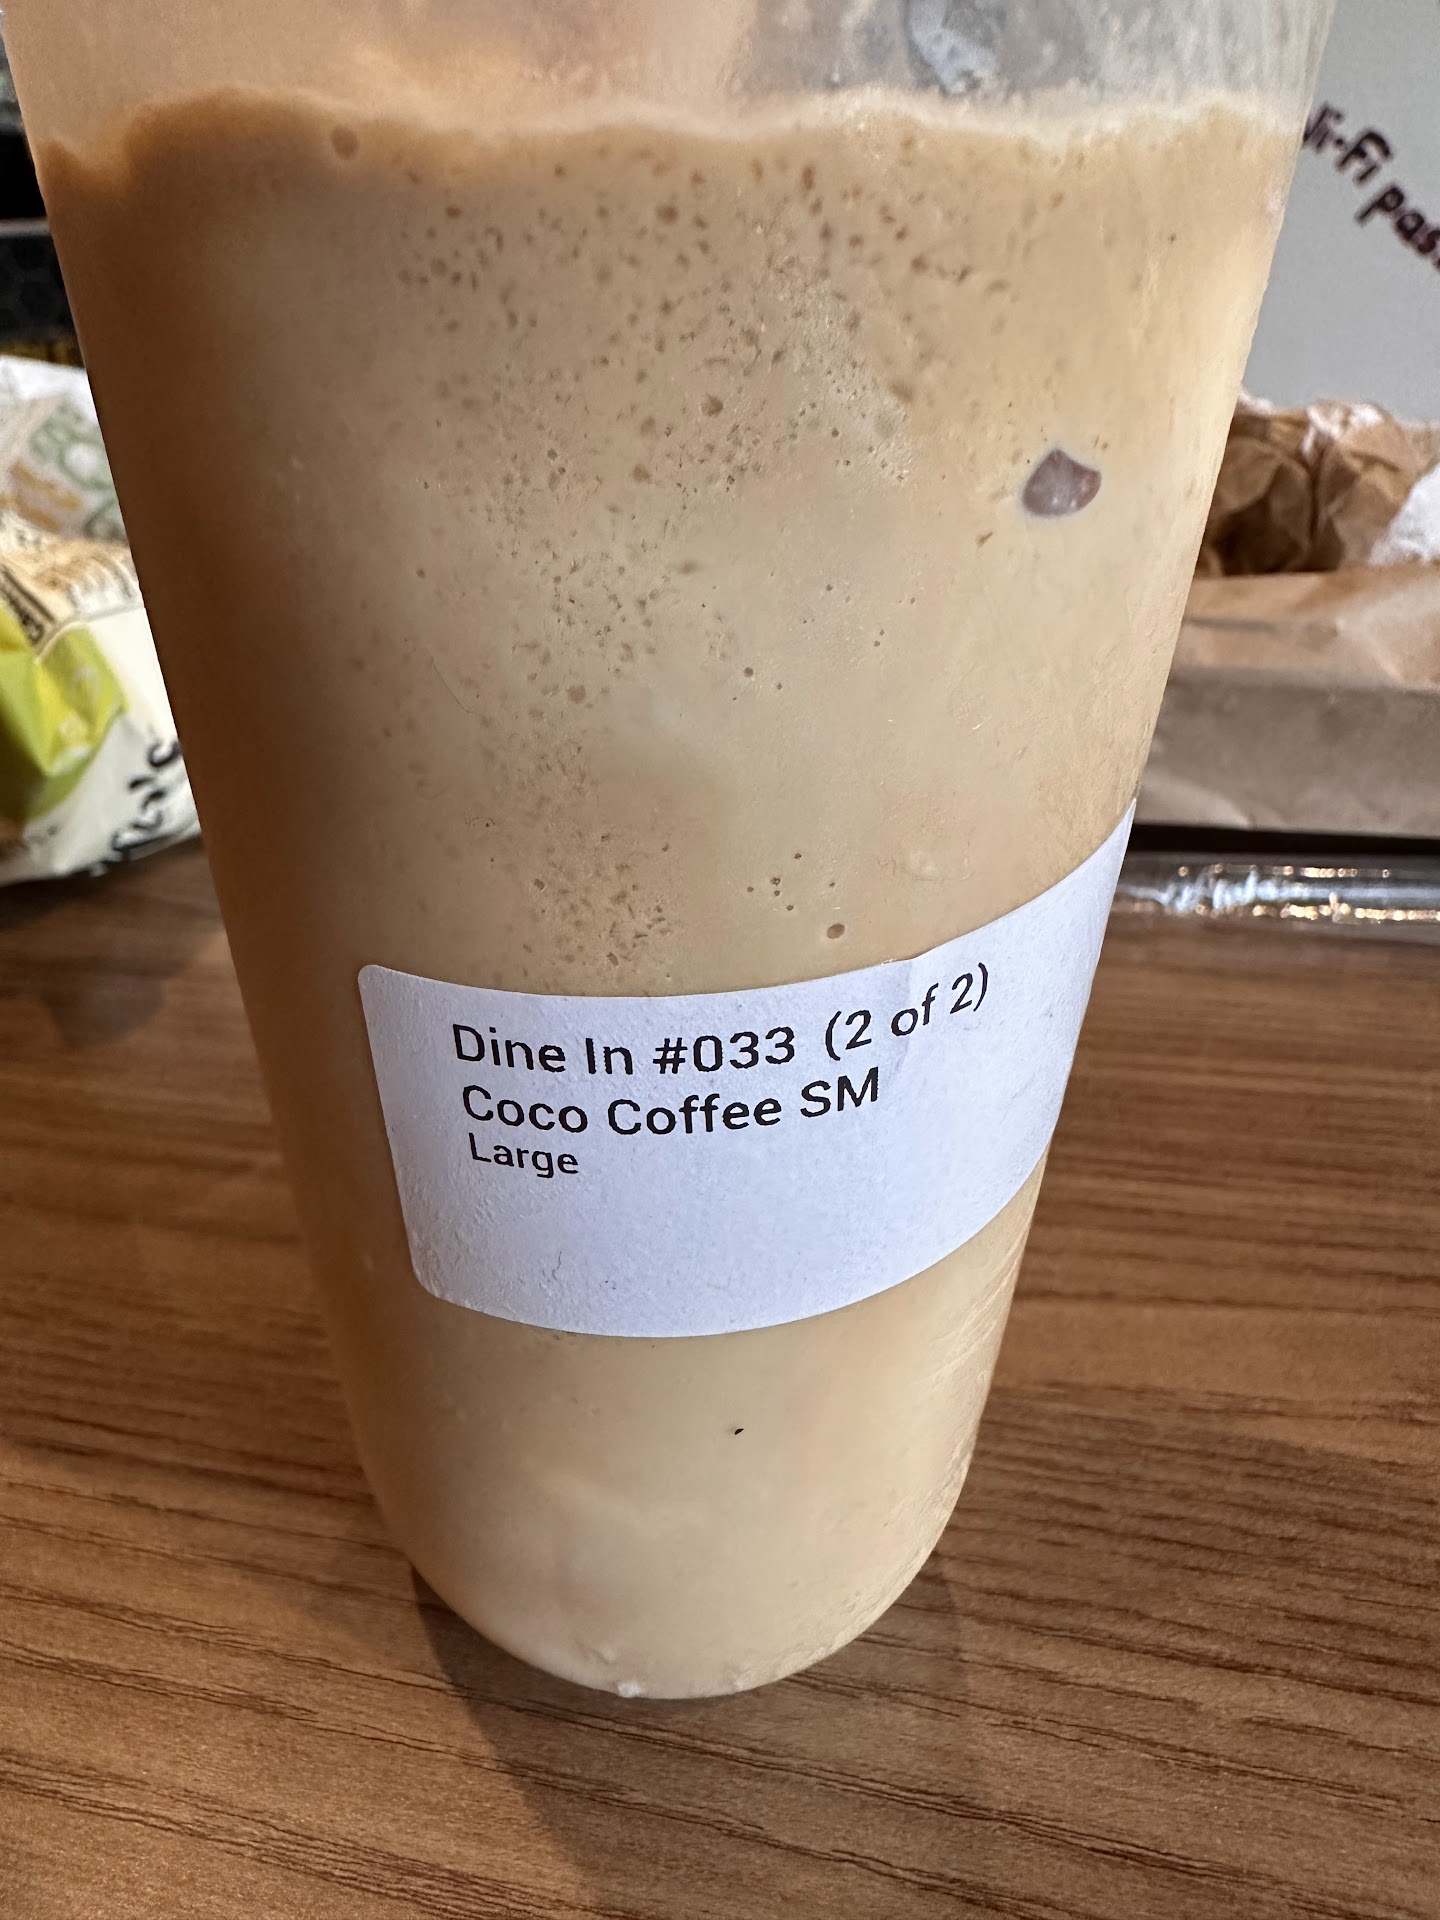 Dine In #033 (2 of 2)
Coco Coffee SM
Large